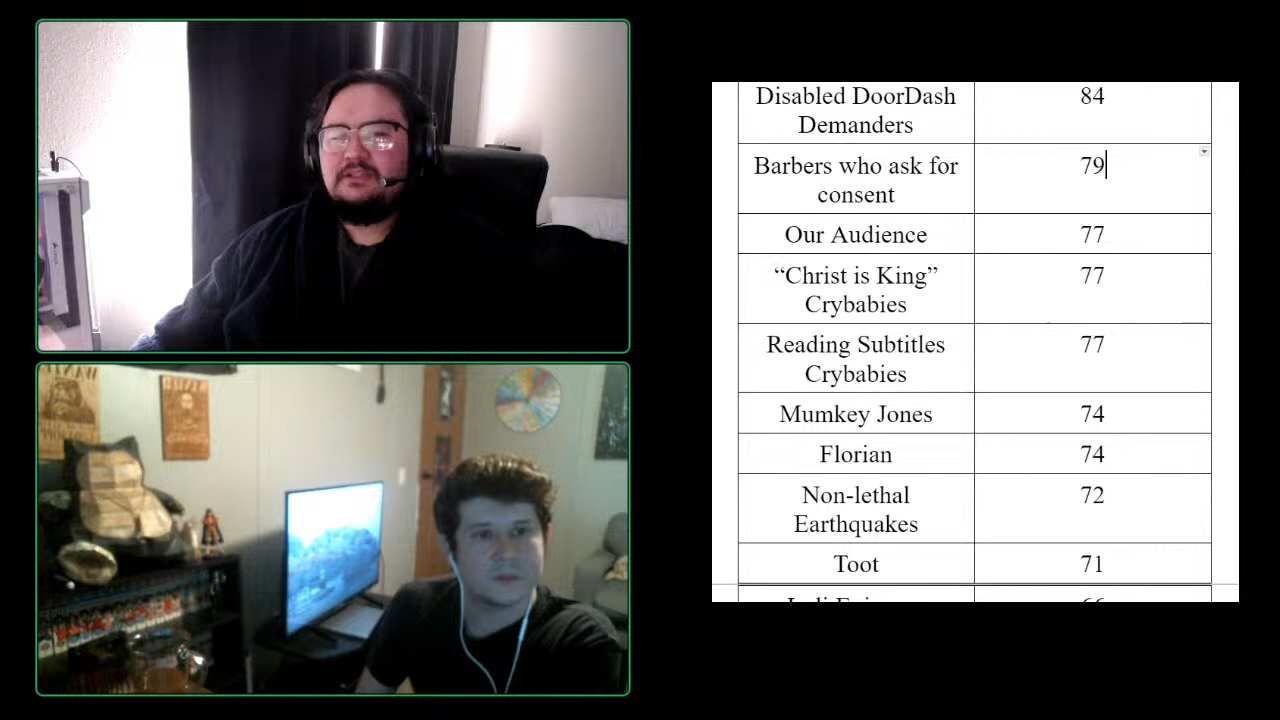 Disabled DoorDash 84
Demanders
Barbers who ask for 79
consent
Our Audience 77
“Christ is King” 77
Crybabies
Reading Subtitles 77
Crybabies
Mumkey Jones 74
Florian 74
Non-lethal 72
Earthquakes
Toot 71